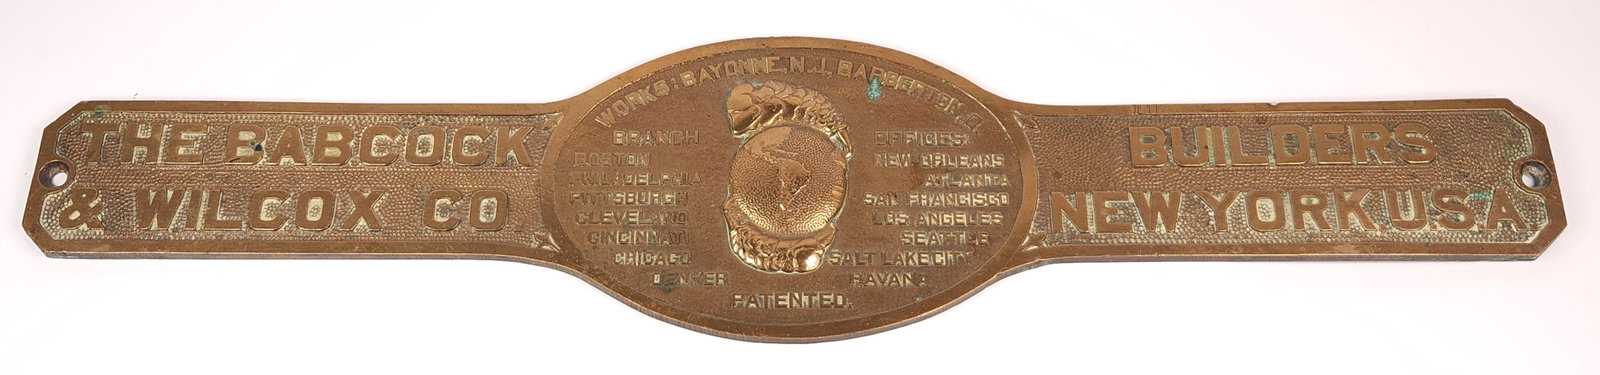 THE BABCOCK
& WILCOX CO
WORKS: BAYONNE, N.J., BARBERTON, O.
BRANCH OFFICES
BOSTON
PHILADELPHIA
PITTSBURGH
CLEVELAND
CINCINNATI
CHICAGO
DENVER
NEW ORLEANS
ATLANTA
SAN FRANCISCO
LOS ANGELES
SEATTLE
SALT LAKE CITY
HAVANA
PATENTED.
BUILDERS
NEW YORK U.S.A